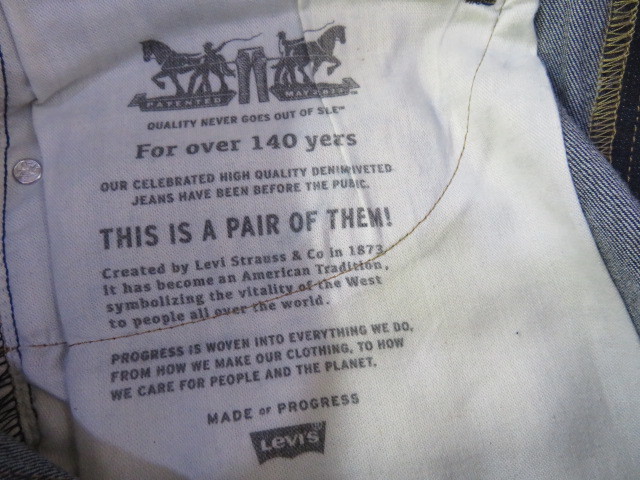 PATENTED MAY 20 1873
QUALITY NEVER GOES OUT OF SLE™
For over 140 yers
OUR CELEBRATED HIGH QUALITY DENIMIVETED
JEANS HAVE BEEN BEFORE THE PUBIC.
THIS IS A PAIR OF THEM!
Created by Levi Strauss & Co in 1873
it has become an American Tradition,
symbolizing the vitality of the West
to people all over the world.
PROGRESS IS WOVEN INTO EVERYTHING WE DO,
FROM HOW WE MAKE OUR CLOTHING, TO HOW
WE CARE FOR PEOPLE AND THE PLANET.
MADE OF PROGRESS
LEVI'S